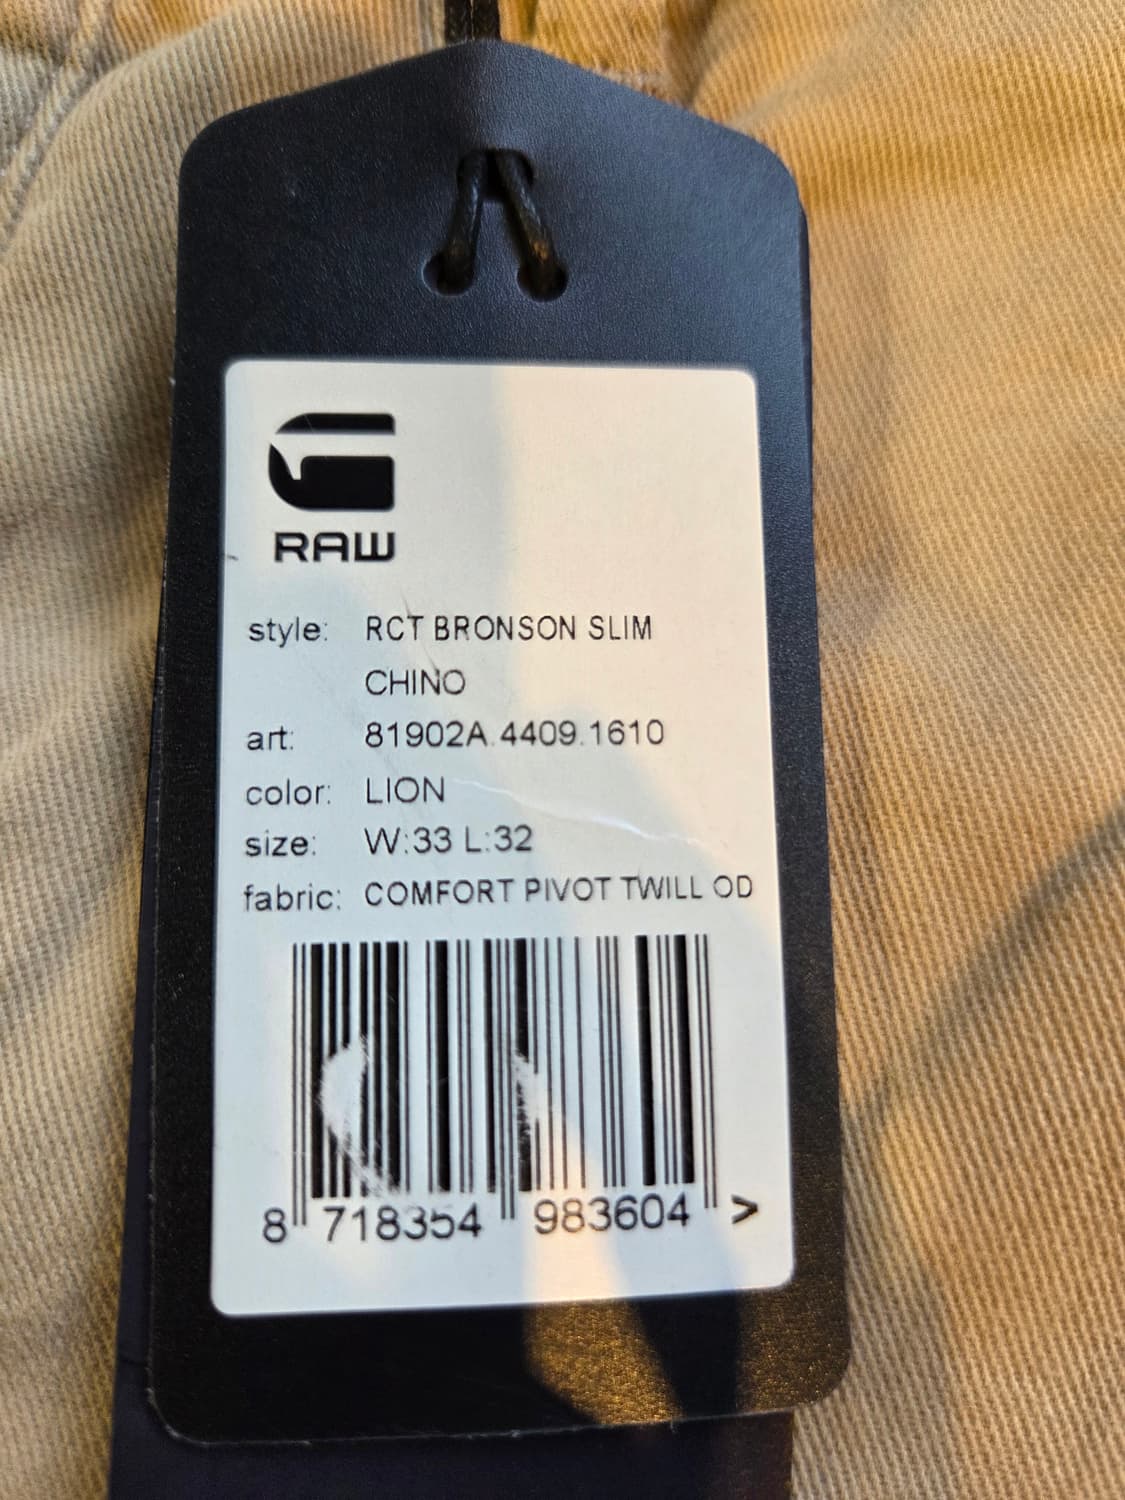 RAW
style: RCT BRONSON SLIM
CHINO
art: 81902A.4409.1610
color: LION
size: W:33 L:32
fabric: COMFORT PIVOT TWILL OD
8 718354 983604 >